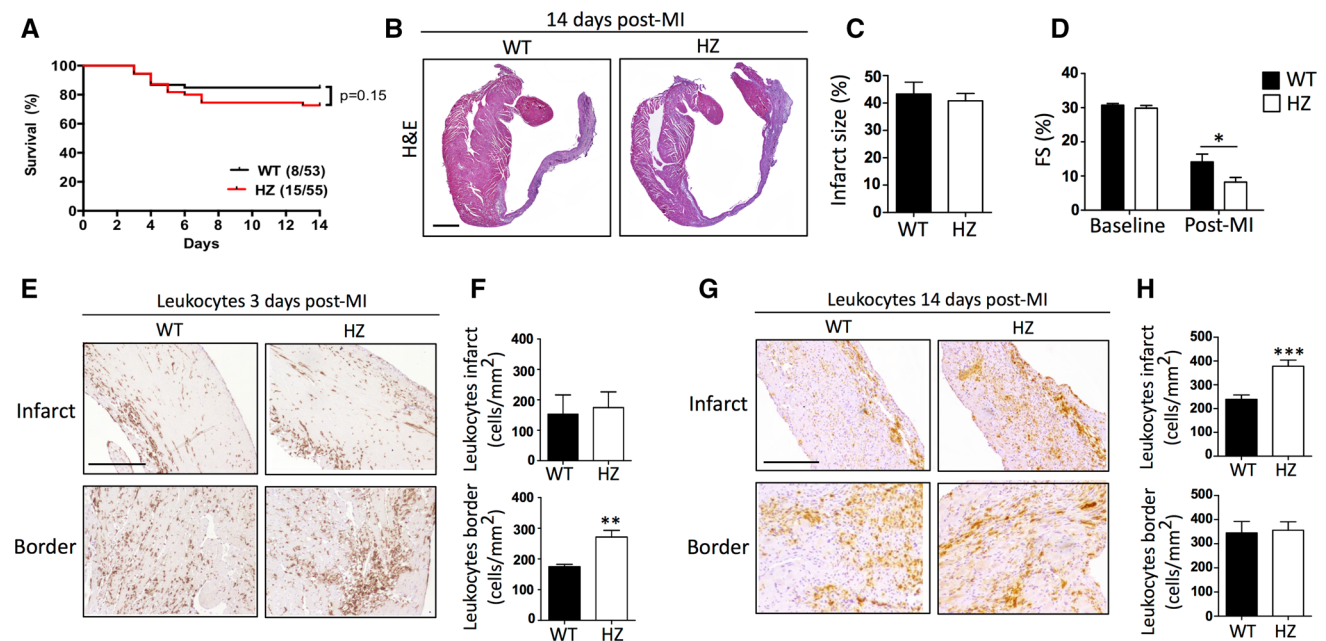 A
100
80
60
40
20
0
Survival (%)
0 2 4 6 8 10 12 14
Days
p=0.15
WT (8/53)
HZ (15/55)
B
14 days post-MI
WT HZ
H&E
C
50
40
30
20
10
0
Infarct size (%)
WT HZ
D
40
30
20
10
0
FS (%)
*
Baseline Post-MI
WT
HZ
E
Leukocytes 3 days post-MI
WT HZ
Infarct
Border
F
Leukocytes infarct
(cells/mm²)
400
300
200
100
0
WT HZ
Leukocytes border
(cells/mm²)
400
300
200
100
0
**
WT HZ
G
Leukocytes 14 days post-MI
WT HZ
Infarct
Border
H
Leukocytes infarct
(cells/mm²)
500
400
300
200
100
0
***
WT HZ
Leukocytes border
(cells/mm²)
500
400
300
200
100
0
WT HZ